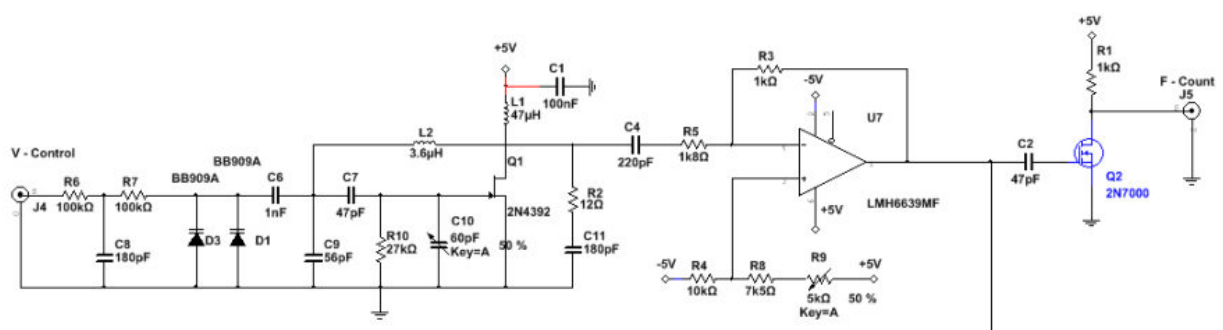 V - Control
J4
R6
100kΩ
R7
100kΩ
C8
180pF
BB909A
BB909A
D3
D1
C6
1nF
C9
56pF
C7
47pF
R10
27kΩ
C10
60pF
Key=A
50 %
L2
3.6µH
+5V
L1
47µH
C1
100nF
Q1
2N4392
R2
12Ω
C11
180pF
C4
220pF
R5
1k8Ω
R3
1kΩ
-5V
U7
+5V
LMH6639MF
-5V
R4
10kΩ
R8
7k5Ω
R9
5kΩ
Key=A
+5V
50 %
C2
47pF
+5V
R1
1kΩ
Q2
2N7000
F - Count
J5